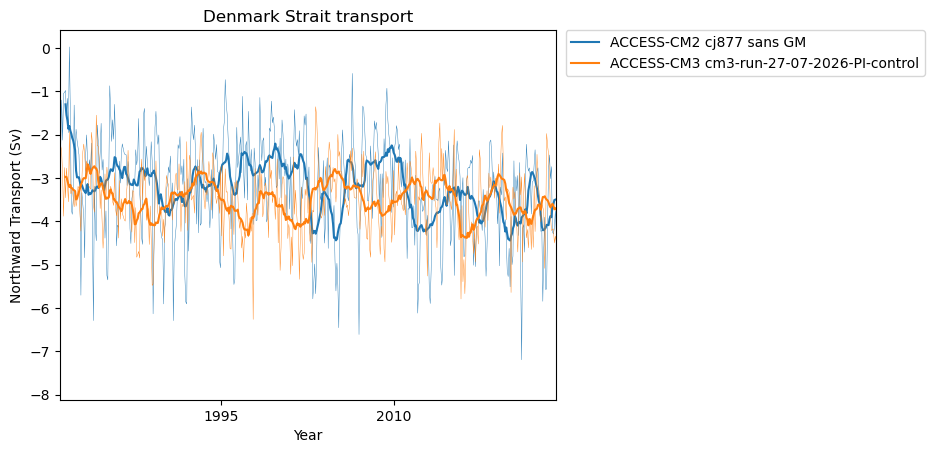 Denmark Strait transport
ACCESS-CM2 cj877 sans GM
ACCESS-CM3 cm3-run-27-07-2026-PI-control
Northward Transport (Sv)
0
−1
−2
−3
−4
−5
−6
−7
−8
1995
2010
Year